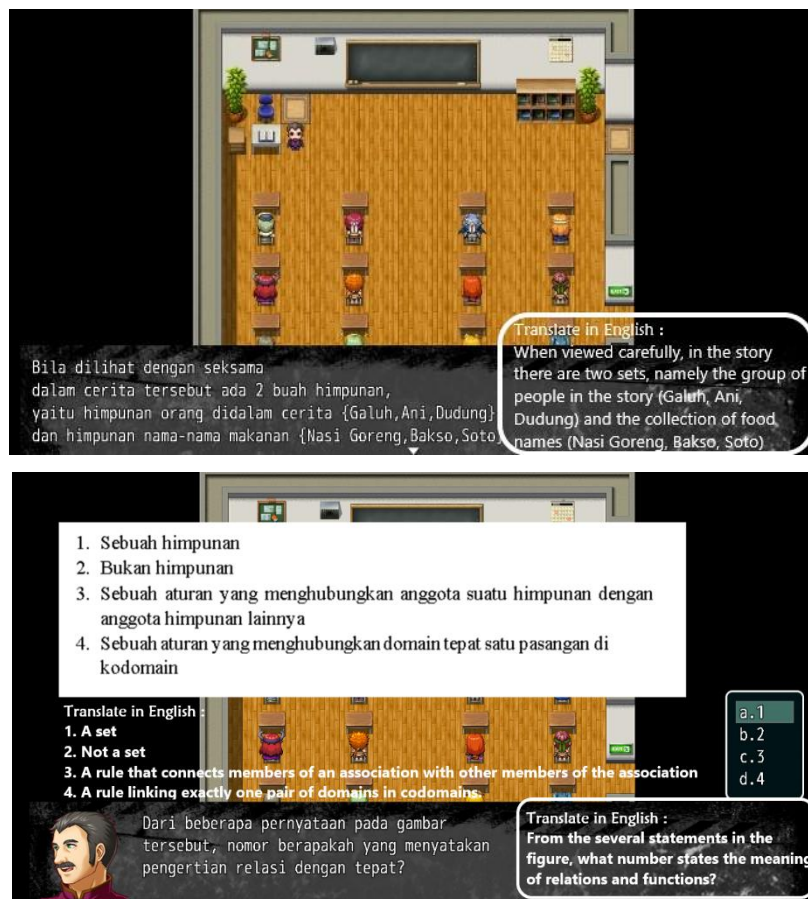 Bila dilihat dengan seksama
dalam cerita tersebut ada 2 buah himpunan,
yaitu himpunan orang didalam cerita {Galuh,Ani,Dudung}
dan himpunan nama-nama makanan {Nasi Goreng,Bakso,Soto}
Translate in English :
When viewed carefully, in the story
there are two sets, namely the group of
people in the story (Galuh, Ani,
Dudung) and the collection of food
names (Nasi Goreng, Bakso, Soto)
1. Sebuah himpunan
2. Bukan himpunan
3. Sebuah aturan yang menghubungkan anggota suatu himpunan dengan
anggota himpunan lainnya
4. Sebuah aturan yang menghubungkan domain tepat satu pasangan di
kodomain
Translate in English :
1. A set
2. Not a set
3. A rule that connects members of an association with other members of the association
4. A rule linking exactly one pair of domains in codomains.
a.1
b.2
c.3
d.4
Dari beberapa pernyataan pada gambar
tersebut, nomor berapakah yang menyatakan
pengertian relasi dengan tepat?
Translate in English :
From the several statements in the
figure, what number states the meaning
of relations and functions?